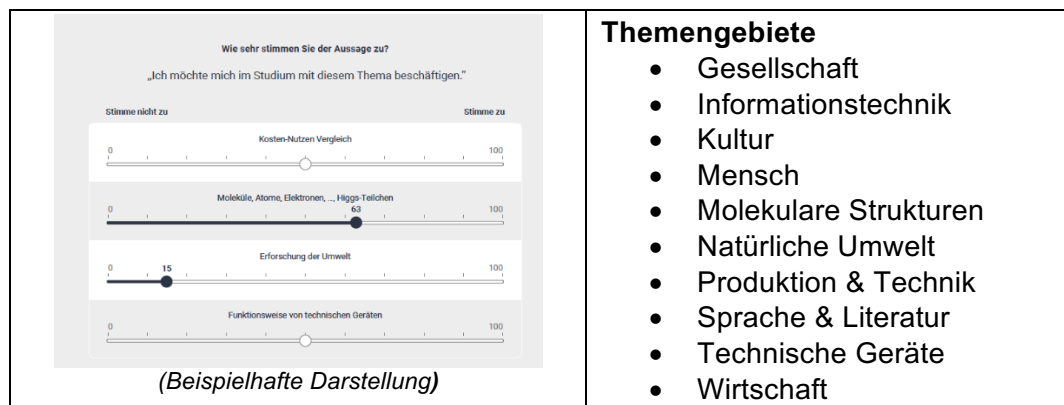 Wie sehr stimmen Sie der Aussage zu?
„Ich möchte mich im Studium mit diesem Thema beschäftigen."
Stimme nicht zu Stimme zu
Kosten-Nutzen Vergleich
0 100
Moleküle, Atome, Elektronen, ..., Higgs-Teilchen
0 63 100
Erforschung der Umwelt
0 15 100
Funktionsweise von technischen Geräten
0 100
(Beispielhafte Darstellung)
Themengebiete
• Gesellschaft
• Informationstechnik
• Kultur
• Mensch
• Molekulare Strukturen
• Natürliche Umwelt
• Produktion & Technik
• Sprache & Literatur
• Technische Geräte
• Wirtschaft